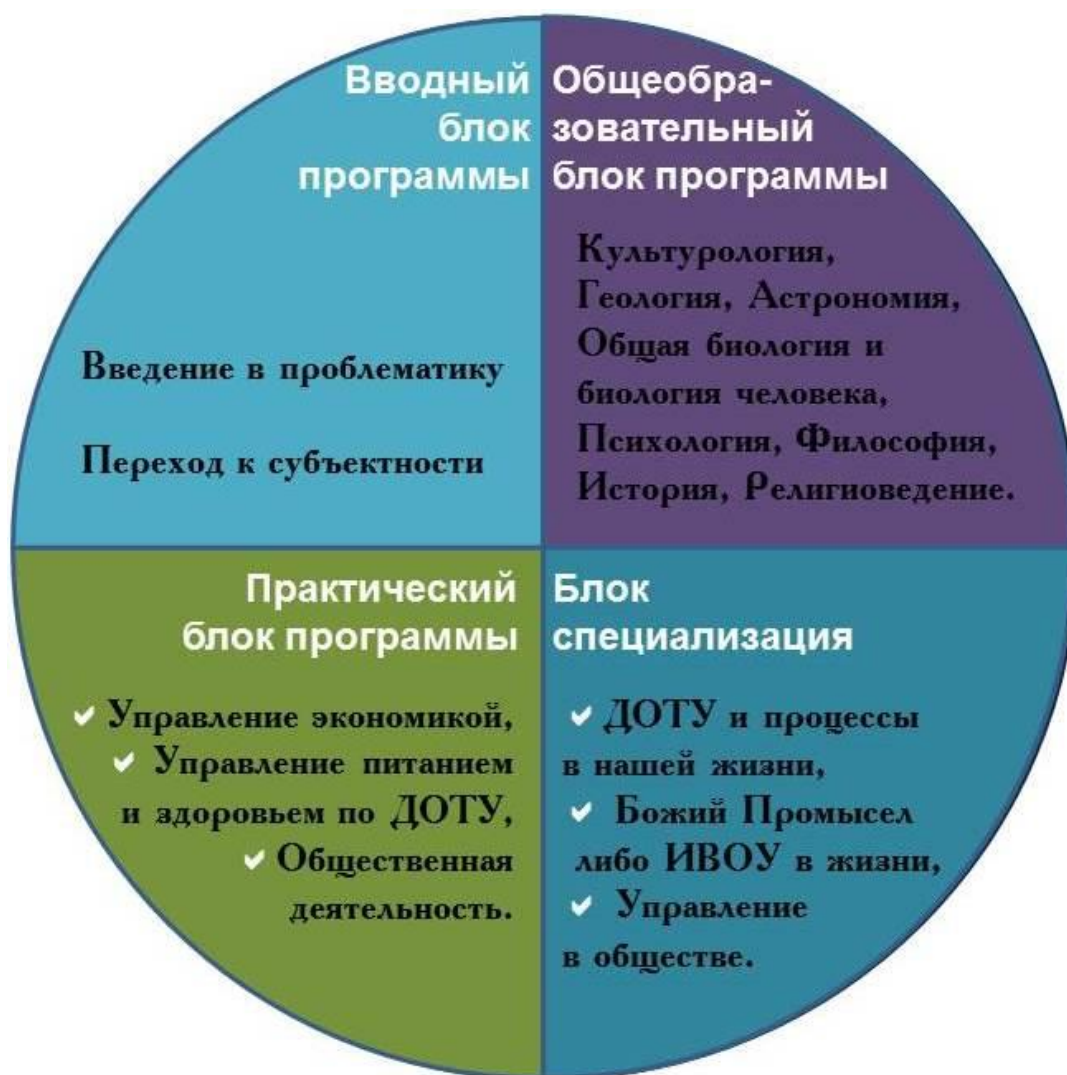 Вводный
блок
программы
Введение в проблематику
Переход к субъектности
Общеобра-
зовательный
блок программы
Культурология,
Геология, Астрономия,
Общая биология и
биология человека,
Психология, Философия,
История, Религиоведение.
Практический
блок программы
Управление экономикой,
Управление питанием
и здоровьем по ДОТУ,
Общественная
деятельность.
Блок
специализация
ДОТУ и процессы
в нашей жизни,
Божий Промысел
либо ИВОУ в жизни,
Управление
в обществе.